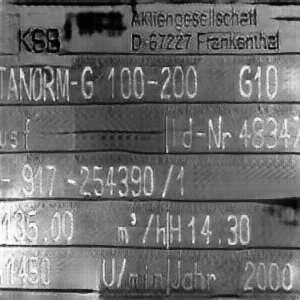 KSB Aktiengesellschaft
D-67227 Frankenthal
TANORM-G 100-200 G10
usf Id-Nr 48347
- 917 -254390/1
135.00 m³/h H 14.30
1450 U/min Jahr 2000